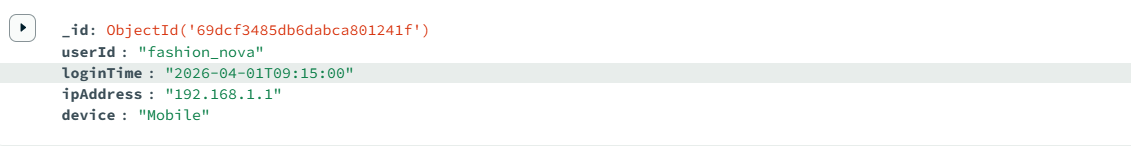 _id: ObjectId('69dcf3485db6dabca801241f')
userId : "fashion_nova"
loginTime : "2026-04-01T09:15:00"
ipAddress : "192.168.1.1"
device : "Mobile"